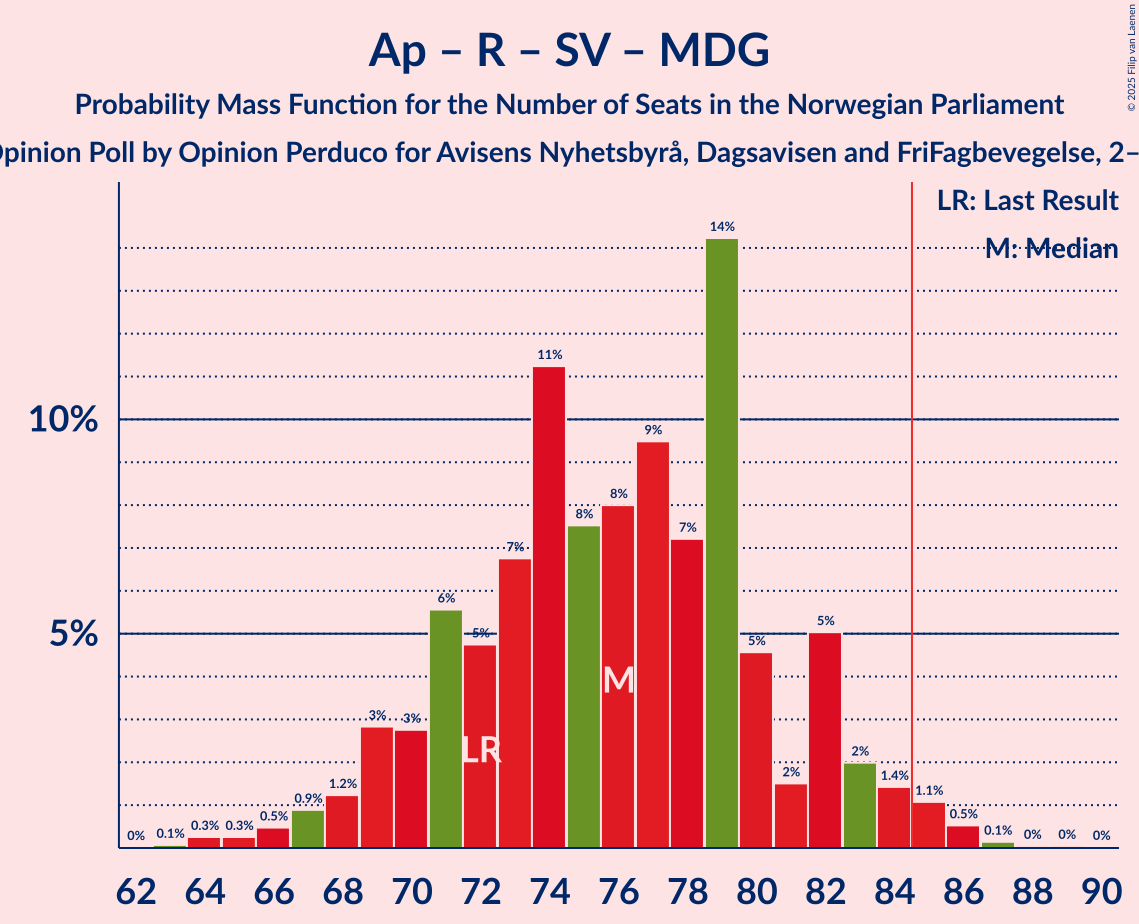 Ap – R – SV – MDG
Probability Mass Function for the Number of Seats in the Norwegian Parliament
Opinion Poll by Opinion Perduco for Avisens Nyhetsbyrå, Dagsavisen and FriFagbevegelse, 2–
© 2025 Filip van Laenen
LR: Last Result
M: Median
10%
5%
0% 0.1% 0.3% 0.3% 0.5% 0.9% 1.2% 3% 3% 6% 5% 7% 11% 8% 8% 9% 7% 14% 5% 2% 5% 2% 1.4% 1.1% 0.5% 0.1% 0% 0% 0%
LR
M
62 64 66 68 70 72 74 76 78 80 82 84 86 88 90